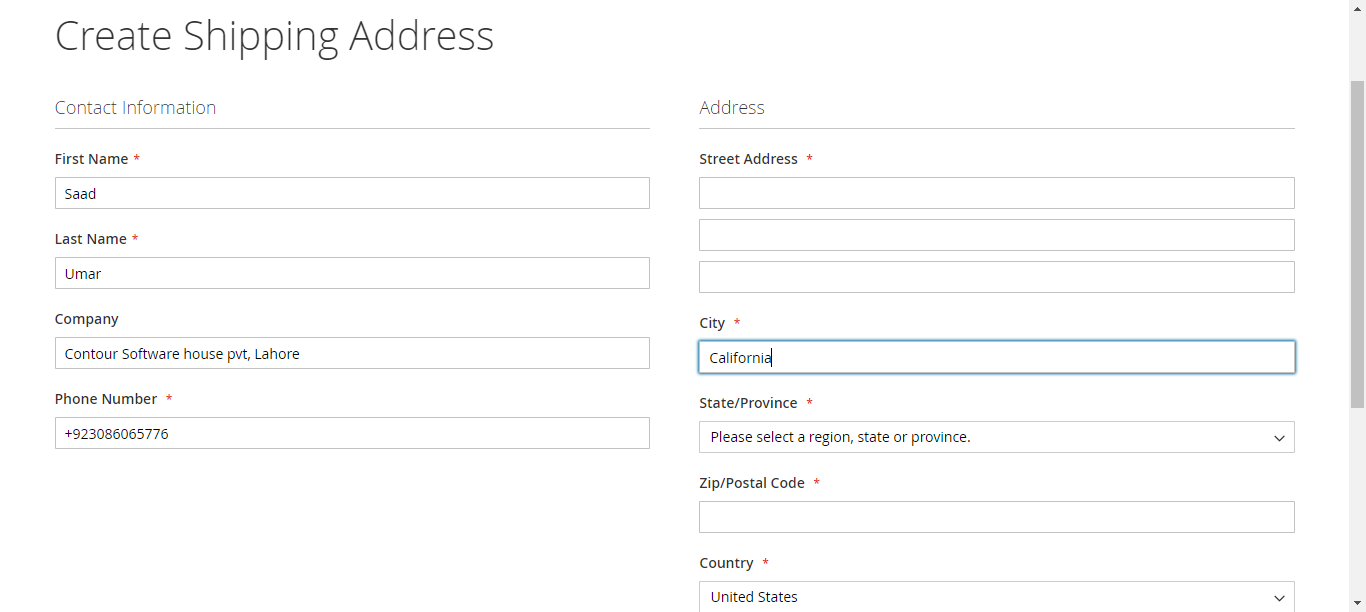 Create Shipping Address
Contact Information
First Name *
Saad
Last Name *
Umar
Company
Contour Software house pvt, Lahore
Phone Number *
+923086065776
Address
Street Address *
City *
California
State/Province *
Please select a region, state or province.
Zip/Postal Code *
Country *
United States